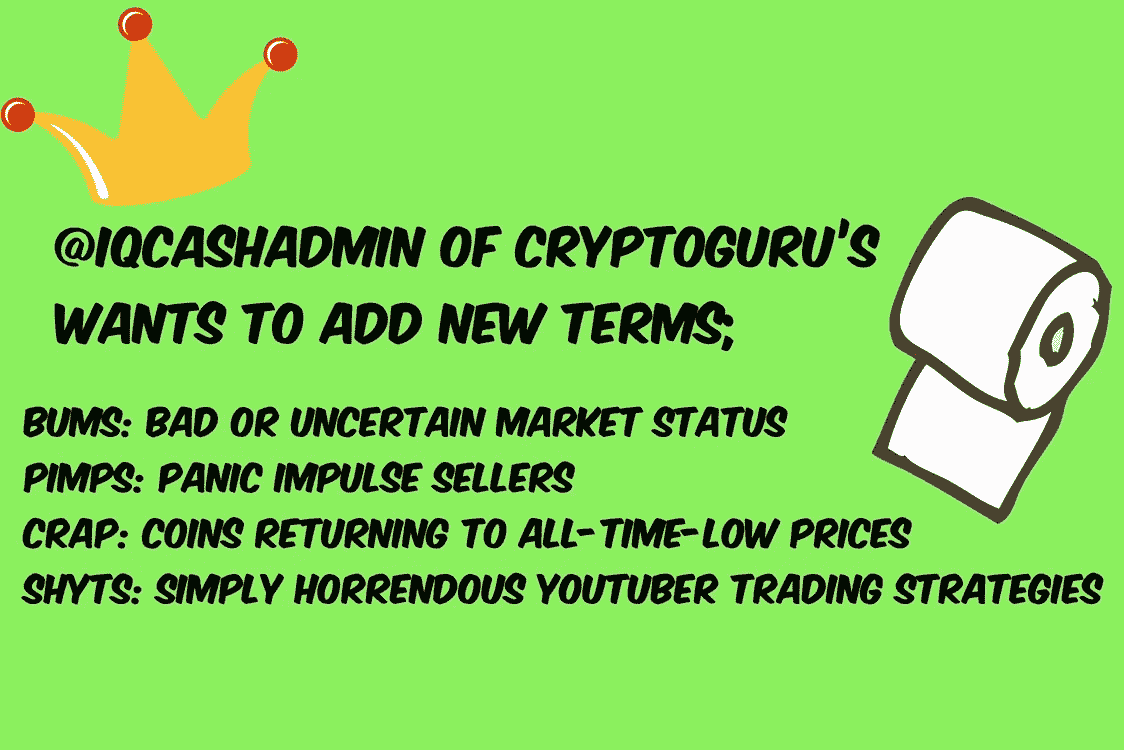 @IQCASHADMIN OF CRYPTOGURU'S
WANTS TO ADD NEW TERMS;
BUMS: BAD OR UNCERTAIN MARKET STATUS
PIMPS: PANIC IMPULSE SELLERS
CRAP: COINS RETURNING TO ALL-TIME-LOW PRICES
SHYTS: SIMPLY HORRENDOUS YOUTUBER TRADING STRATEGIES